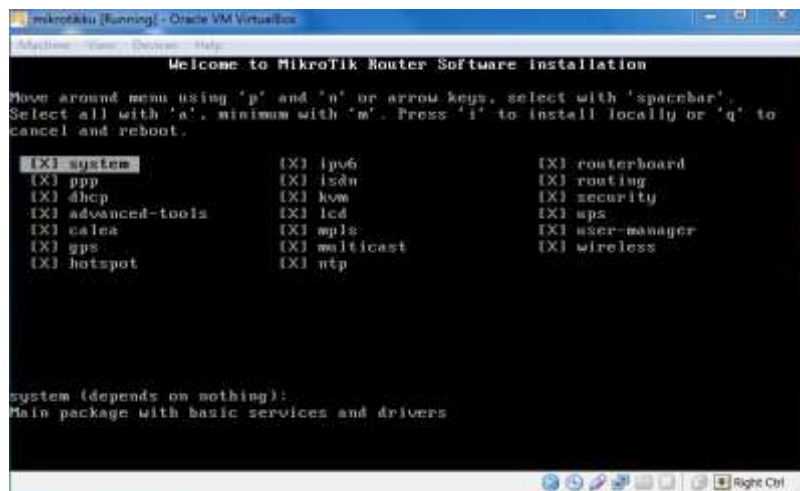 mikrotikku [Running] - Oracle VM VirtualBox
Machine View Devices Help
Welcome to MikroTik Router Software installation
Move around menu using 'p' and 'n' or arrow keys, select with 'spacebar'.
Select all with 'a', minimum with 'm'. Press 'i' to install locally or 'q' to
cancel and reboot.
[X] system [X] ipv6 [X] routerboard
[X] ppp [X] isdn [X] routing
[X] dhcp [X] kvm [X] security
[X] advanced-tools [X] lcd [X] ups
[X] calea [X] mpls [X] user-manager
[X] gps [X] multicast [X] wireless
[X] hotspot [X] ntp
system (depends on nothing):
Main package with basic services and drivers
Right Ctrl